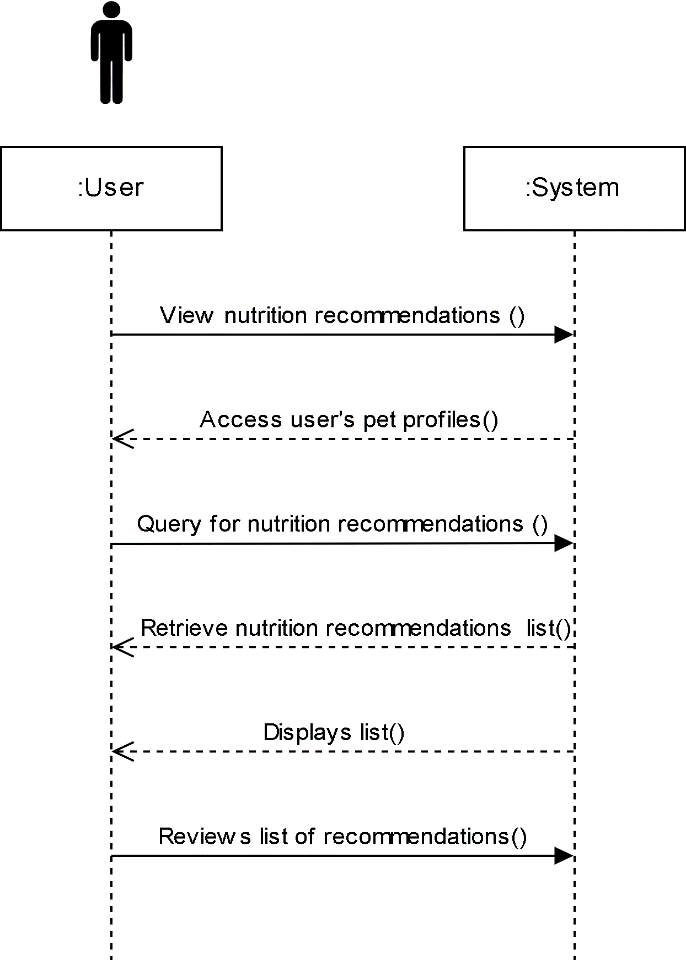 :User
:System
View nutrition recommendations ()
Access user's pet profiles()
Query for nutrition recommendations ()
Retrieve nutrition recommendations list()
Displays list()
Reviews list of recommendations()